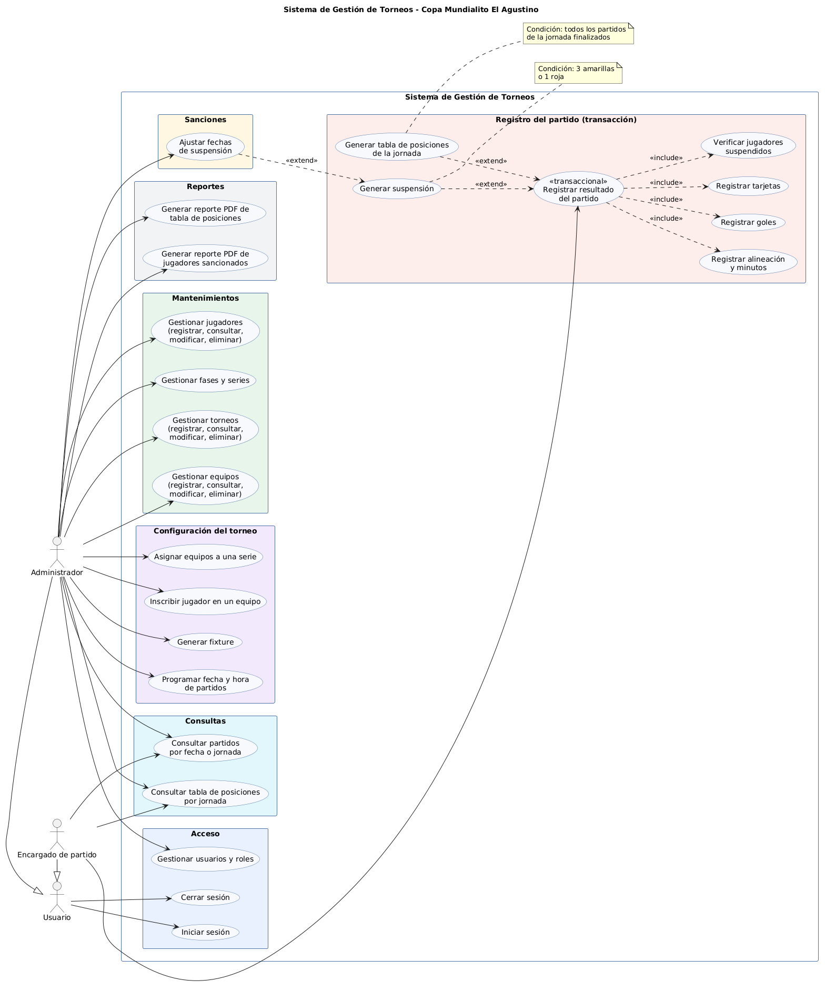 Sistema de Gestión de Torneos - Copa Mundialito El Agustino
Condición: todos los partidos
de la jornada finalizados
Condición: 3 amarillas
o 1 roja
Sistema de Gestión de Torneos
Sanciones
Ajustar fechas
de suspensión
«extend»
Registro del partido (transacción)
Generar tabla de posiciones
de la jornada
Generar suspensión
«extend»
«extend»
«transaccional»
Registrar resultado
del partido
«include»
«include»
«include»
«include»
Verificar jugadores
suspendidos
Registrar tarjetas
Registrar goles
Registrar alineación
y minutos
Reportes
Generar reporte PDF de
tabla de posiciones
Generar reporte PDF de
jugadores sancionados
Mantenimientos
Gestionar jugadores
(registrar, consultar,
modificar, eliminar)
Gestionar fases y series
Gestionar torneos
(registrar, consultar,
modificar, eliminar)
Gestionar equipos
(registrar, consultar,
modificar, eliminar)
Administrador
Configuración del torneo
Asignar equipos a una serie
Inscribir jugador en un equipo
Generar fixture
Programar fecha y hora
de partidos
Consultas
Consultar partidos
por fecha o jornada
Consultar tabla de posiciones
por jornada
Encargado de partido
Acceso
Gestionar usuarios y roles
Cerrar sesión
Iniciar sesión
Usuario